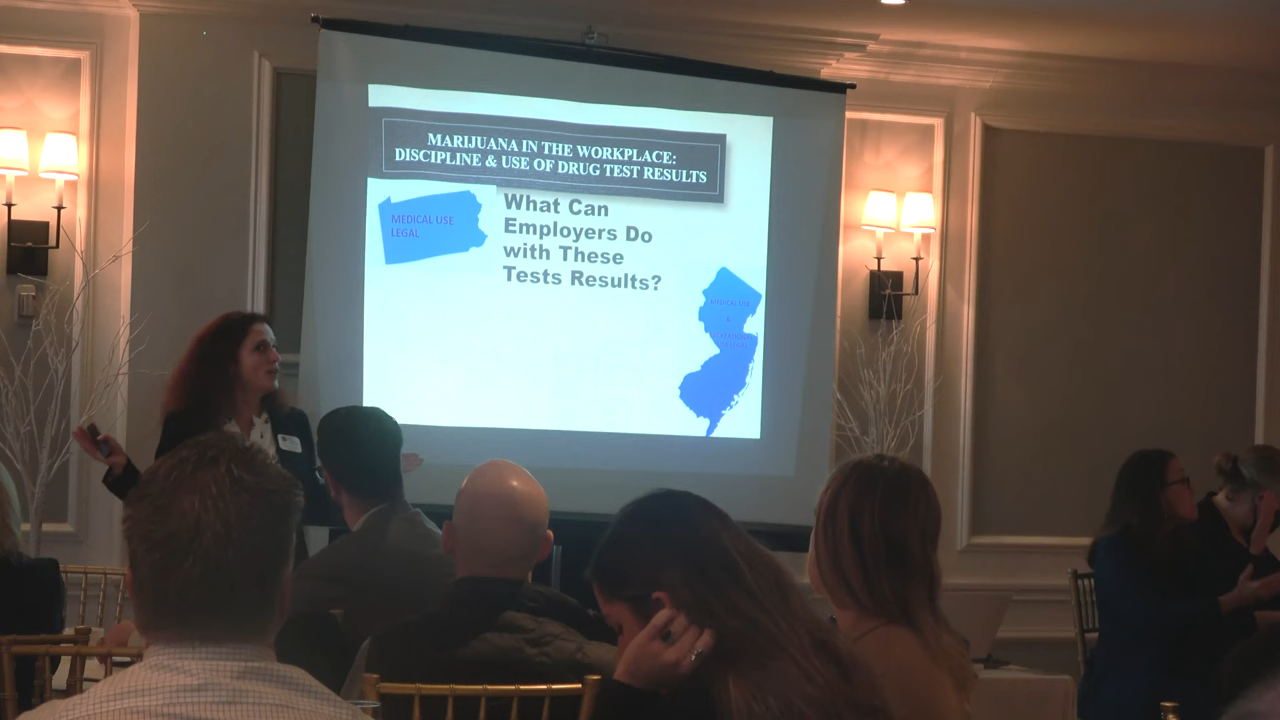 MARIJUANA IN THE WORKPLACE:
DISCIPLINE & USE OF DRUG TEST RESULTS
MEDICAL USE
LEGAL
What Can
Employers Do
with These
Tests Results?
MEDICAL USE
&